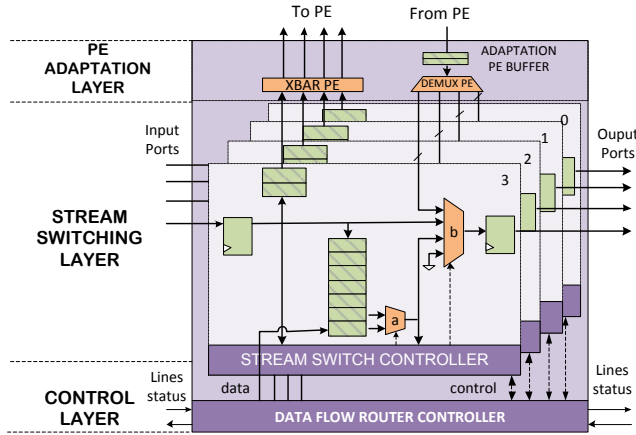 To PE
From PE
PE
ADAPTATION
LAYER
ADAPTATION
PE BUFFER
XBAR PE
DEMUX PE
Input
Ports
0
1
2
3
Ouput
Ports
STREAM
SWITCHING
LAYER
b
a
STREAM SWITCH CONTROLLER
CONTROL
LAYER
Lines
status
data
control
Lines
status
DATA FLOW ROUTER CONTROLLER